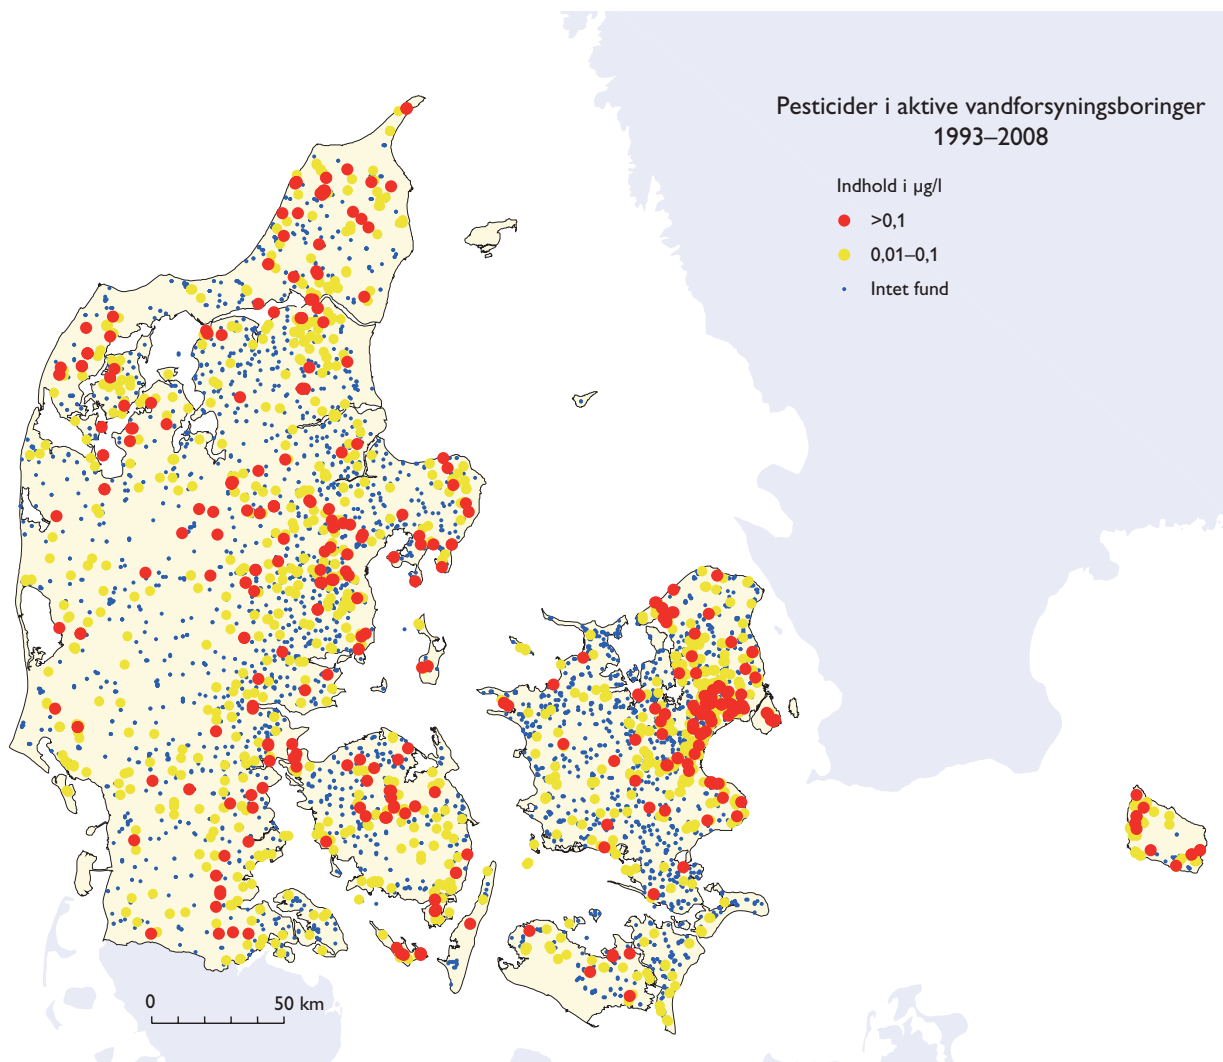 Pesticider i aktive vandforsyningsboringer
1993–2008
Indhold i µg/l
>0,1
0,01–0,1
Intet fund
0 50 km